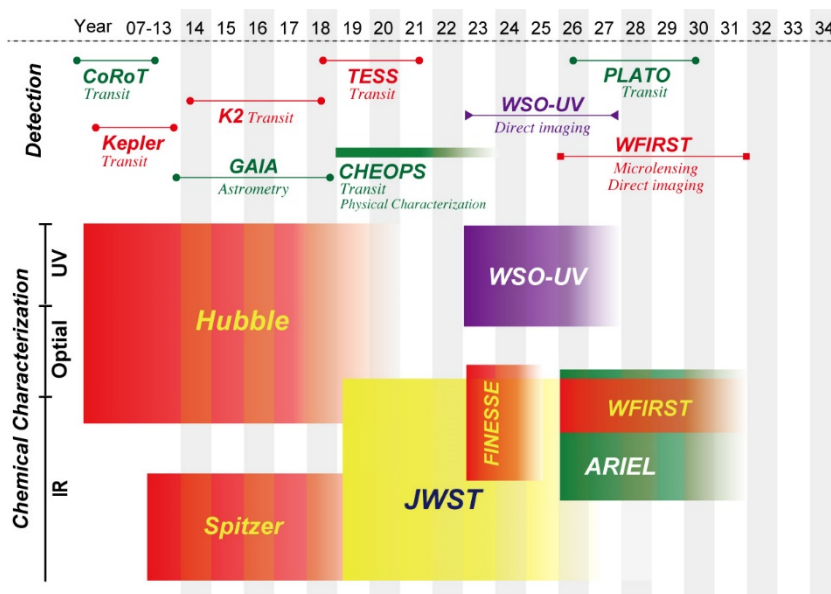 Year 07-13 14 15 16 17 18 19 20 21 22 23 24 25 26 27 28 29 30 31 32 33 34
Detection
CoRoT
Transit
TESS
Transit
PLATO
Transit
K2 Transit
WSO-UV
Direct imaging
Kepler
Transit
WFIRST
Microlensing
Direct imaging
GAIA
Astrometry
CHEOPS
Transit
Physical Characterization
Chemical Characterization
UV
Optial
IR
Hubble
WSO-UV
FINESSE
WFIRST
ARIEL
JWST
Spitzer